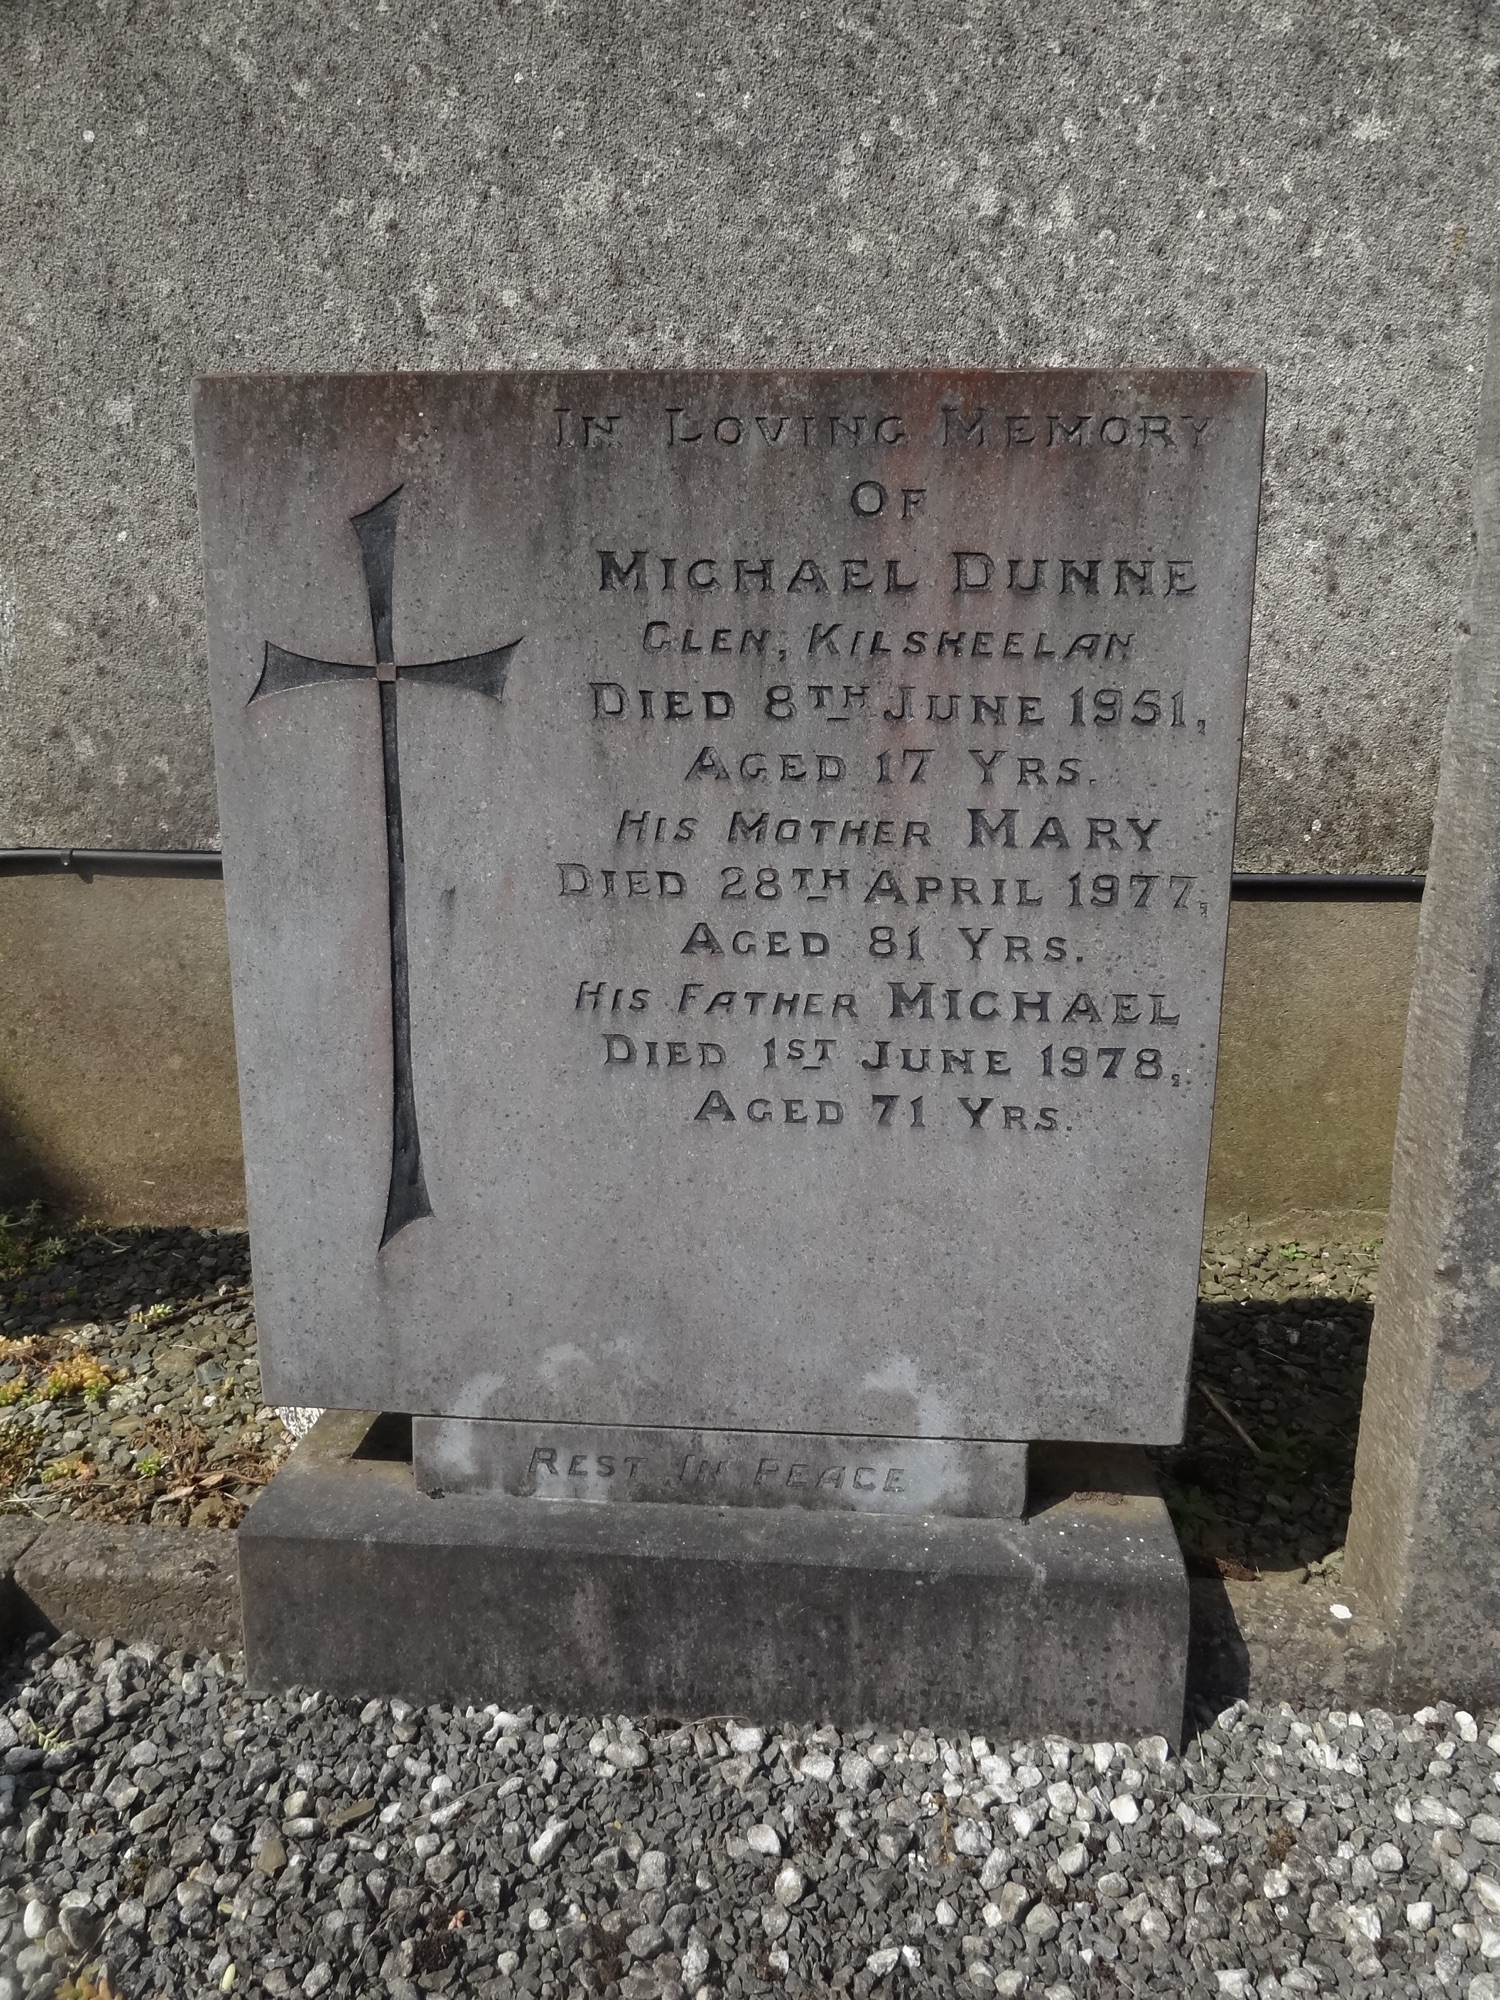 In Loving Memory
Of
Michael Dunne
Glen, Kilsheelan
Died 8th June 1951,
Aged 17 Yrs.
His Mother Mary
Died 28th April 1977,
Aged 81 Yrs.
His Father Michael
Died 1st June 1978,
Aged 71 Yrs.
Rest In Peace